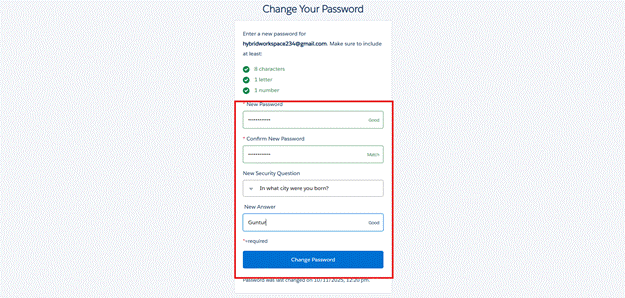 Change Your Password
Enter a new password for
hybridworkspace234@gmail.com. Make sure to include
at least:
8 characters
1 letter
1 number
* New Password
••••••••••• Good
* Confirm New Password
••••••••••• Match
New Security Question
In what city were you born?
New Answer
Guntur Good
*=required
Change Password
Password was last changed on 10/11/2025, 12:20 pm.